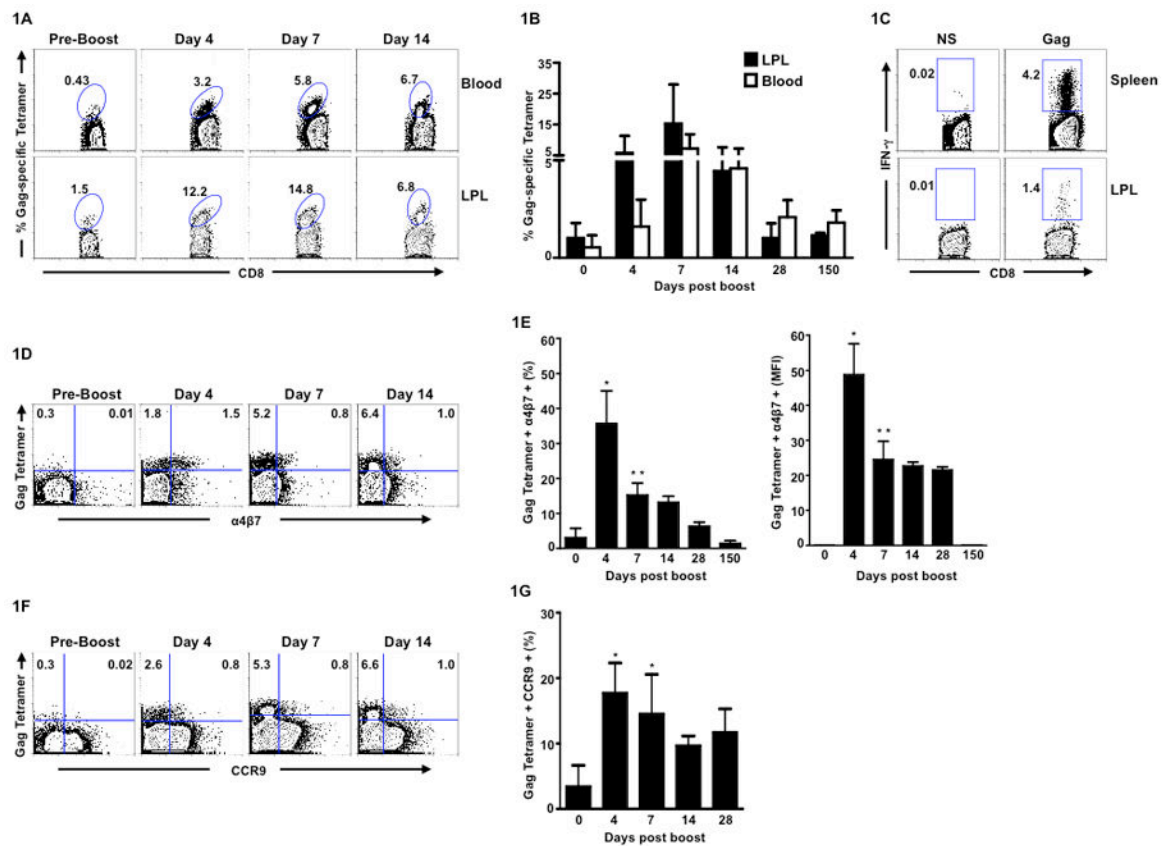 1A
Pre-Boost Day 4 Day 7 Day 14
0.43 3.2 5.8 6.7 Blood
1.5 12.2 14.8 6.8 LPL
% Gag-specific Tetramer
CD8
1B
LPL
Blood
% Gag-specific Tetramer
35
25
15
5
5
0
0 4 7 14 28 150
Days post boost
1C
NS Gag
0.02 4.2 Spleen
0.01 1.4 LPL
IFN-γ
CD8
1D
Pre-Boost Day 4 Day 7 Day 14
0.3 0.01 1.8 1.5 5.2 0.8 6.4 1.0
Gag Tetramer
α4β7
1E
Gag Tetramer + α4β7 + (%)
60
50
40
30
20
10
0
*
* *
0 4 7 14 28 150
Days post boost
Gag Tetramer + α4β7 + (MFI)
60
50
40
30
20
10
0
*
* *
0 4 7 14 28 150
Days post boost
1F
Pre-Boost Day 4 Day 7 Day 14
0.3 0.02 2.6 0.8 5.3 0.8 6.6 1.0
Gag Tetramer
CCR9
1G
Gag Tetramer + CCR9 + (%)
30
20
10
0
* *
0 4 7 14 28
Days post boost